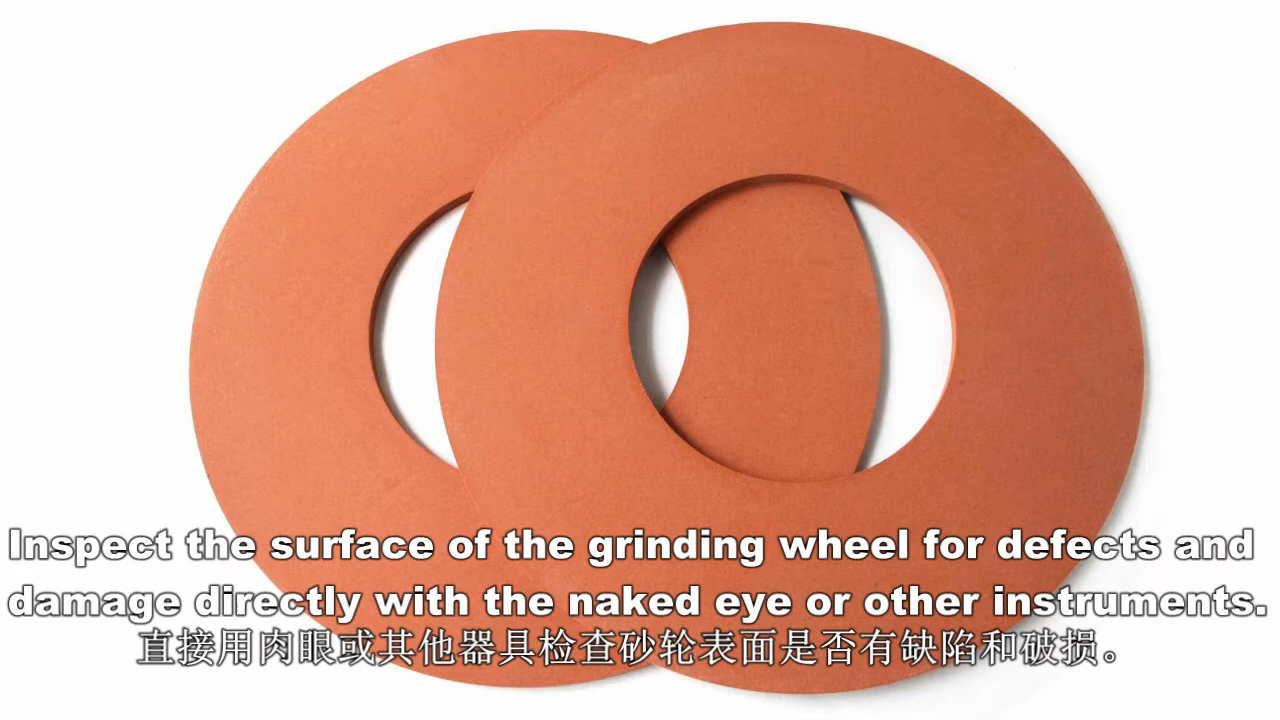 Inspect the surface of the grinding wheel for defects and
damage directly with the naked eye or other instruments.
直接用肉眼或其他器具检查砂轮表面是否有缺陷和破损。